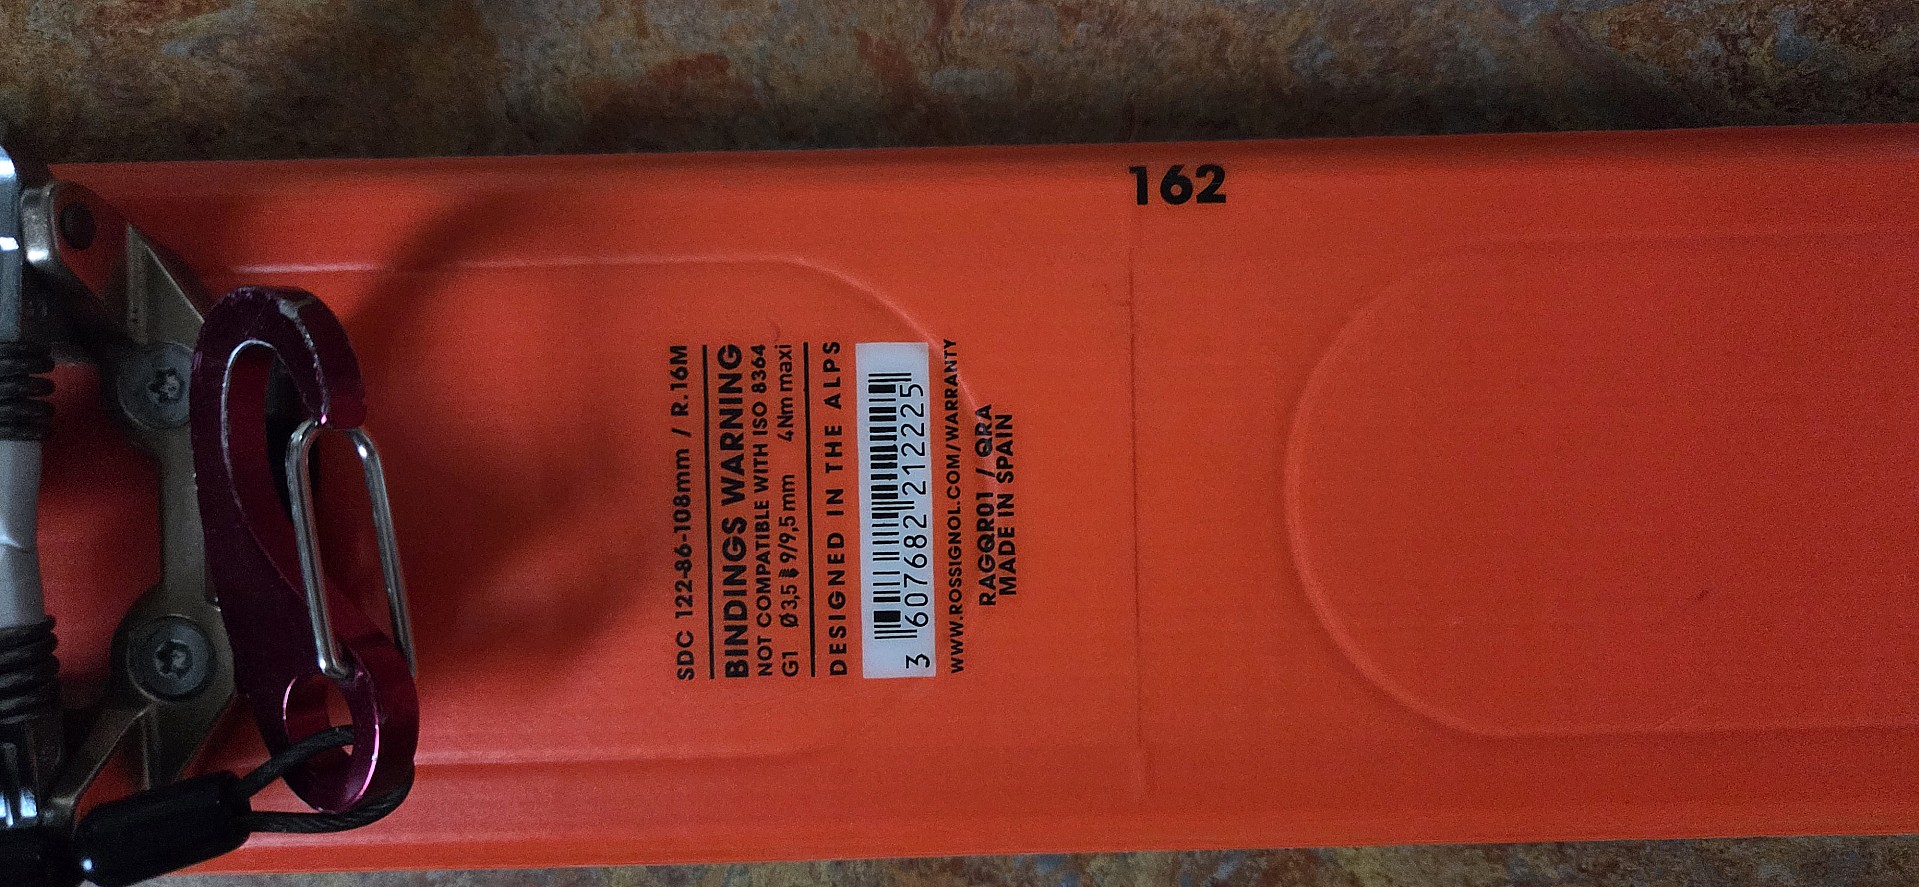 162
SDC 122-86-108mm / R.16M
BINDINGS WARNING
NOT COMPATIBLE WITH ISO 8364
G1 Ø 3,5 9/9,5 mm 4Nm maxi
DESIGNED IN THE ALPS
3 607682 212225
WWW.ROSSIGNOL.COM/WARRANTY
RAGQR01 / QRA
MADE IN SPAIN